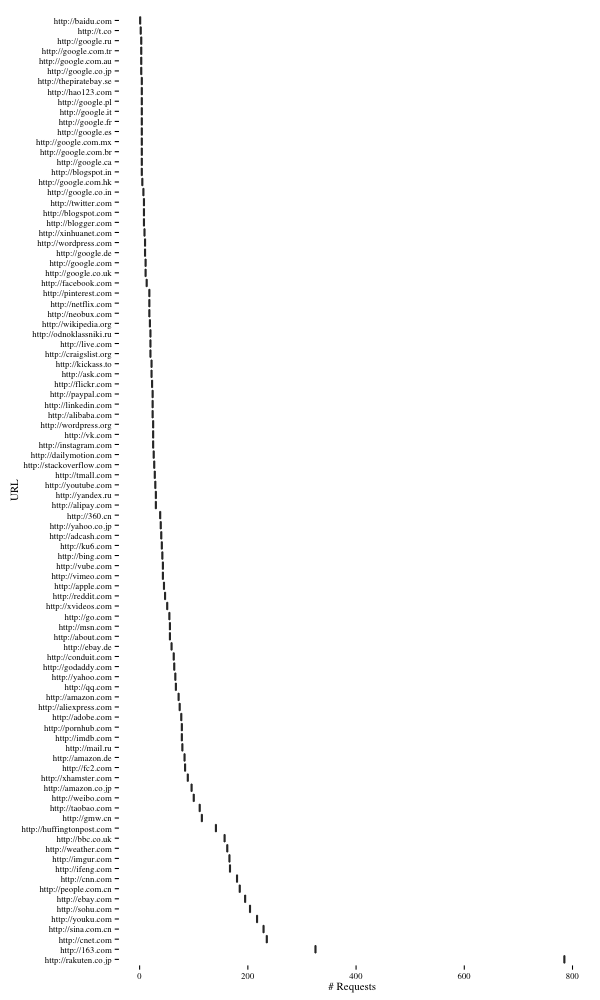 http://baidu.com
http://t.co
http://google.ru
http://google.com.tr
http://google.com.au
http://google.co.jp
http://thepiratebay.se
http://hao123.com
http://google.pl
http://google.it
http://google.fr
http://google.es
http://google.com.mx
http://google.com.br
http://google.ca
http://blogspot.in
http://google.com.hk
http://google.co.in
http://twitter.com
http://blogspot.com
http://blogger.com
http://xinhuanet.com
http://wordpress.com
http://google.de
http://google.com
http://google.co.uk
http://facebook.com
http://pinterest.com
http://netflix.com
http://neobux.com
http://wikipedia.org
http://odnoklassniki.ru
http://live.com
http://craigslist.org
http://kickass.to
http://ask.com
http://flickr.com
http://paypal.com
http://linkedin.com
http://alibaba.com
http://wordpress.org
http://vk.com
http://instagram.com
http://dailymotion.com
http://stackoverflow.com
http://tmall.com
http://youtube.com
http://yandex.ru
http://alipay.com
http://360.cn
http://yahoo.co.jp
http://adcash.com
http://ku6.com
http://bing.com
http://vube.com
http://vimeo.com
http://apple.com
http://reddit.com
http://xvideos.com
http://go.com
http://msn.com
http://about.com
http://ebay.de
http://conduit.com
http://godaddy.com
http://yahoo.com
http://qq.com
http://amazon.com
http://aliexpress.com
http://adobe.com
http://pornhub.com
http://imdb.com
http://mail.ru
http://amazon.de
http://fc2.com
http://xhamster.com
http://amazon.co.jp
http://weibo.com
http://taobao.com
http://gmw.cn
http://huffingtonpost.com
http://bbc.co.uk
http://weather.com
http://imgur.com
http://ifeng.com
http://cnn.com
http://people.com.cn
http://ebay.com
http://sohu.com
http://youku.com
http://sina.com.cn
http://cnet.com
http://163.com
http://rakuten.co.jp
URL
0 200 400 600 800
# Requests